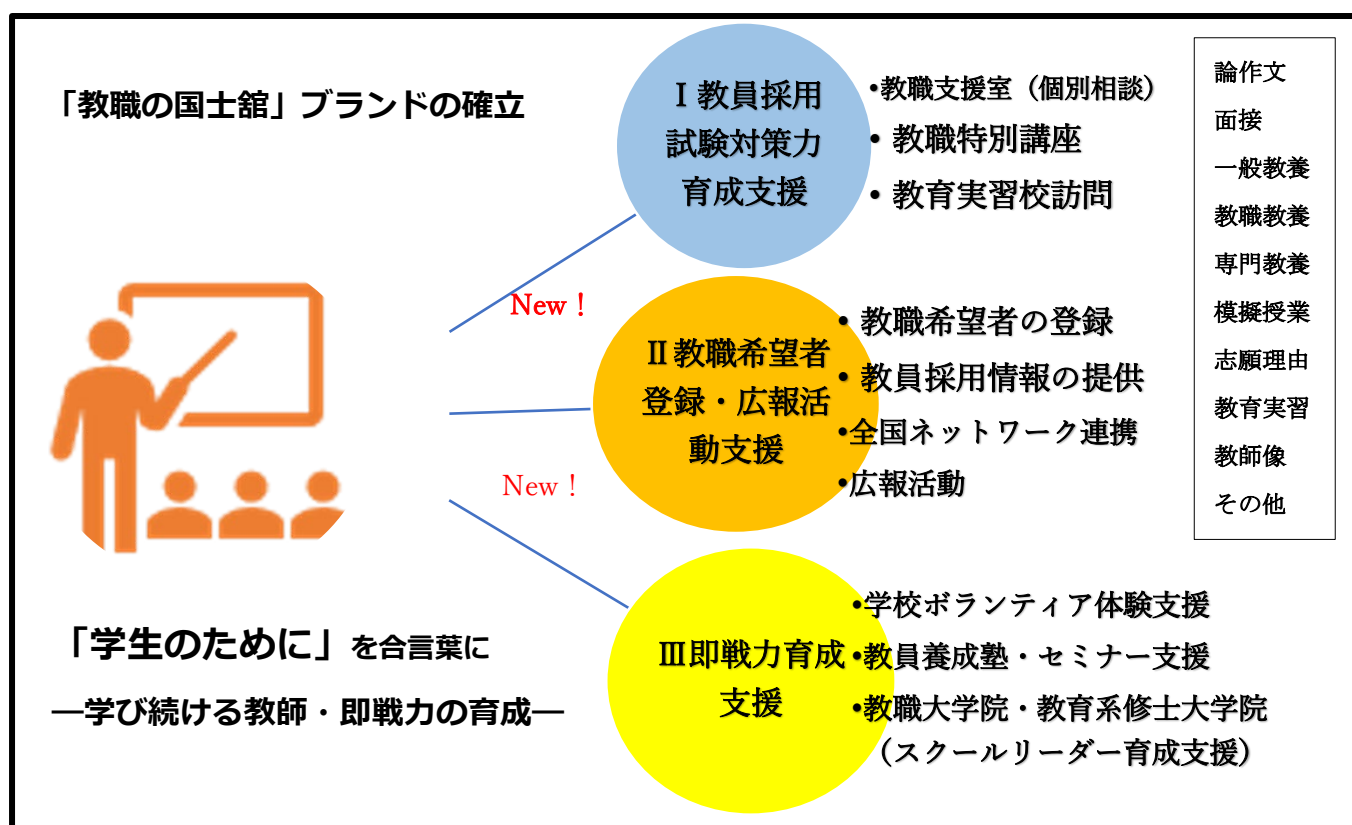 「教職の国士舘」ブランドの確立
Ⅰ教員採用
試験対策力
育成支援
•教職支援室（個別相談）
• 教職特別講座
• 教育実習校訪問
New！
Ⅱ教職希望者
登録・広報活
動支援
• 教職希望者の登録
• 教員採用情報の提供
•全国ネットワーク連携
•広報活動
New！
Ⅲ即戦力育成
支援
•学校ボランティア体験支援
•教員養成塾・セミナー支援
•教職大学院・教育系修士大学院
（スクールリーダー育成支援）
「学生のために」を合言葉に
―学び続ける教師・即戦力の育成―
論作文
面接
一般教養
教職教養
専門教養
模擬授業
志願理由
教育実習
教師像
その他